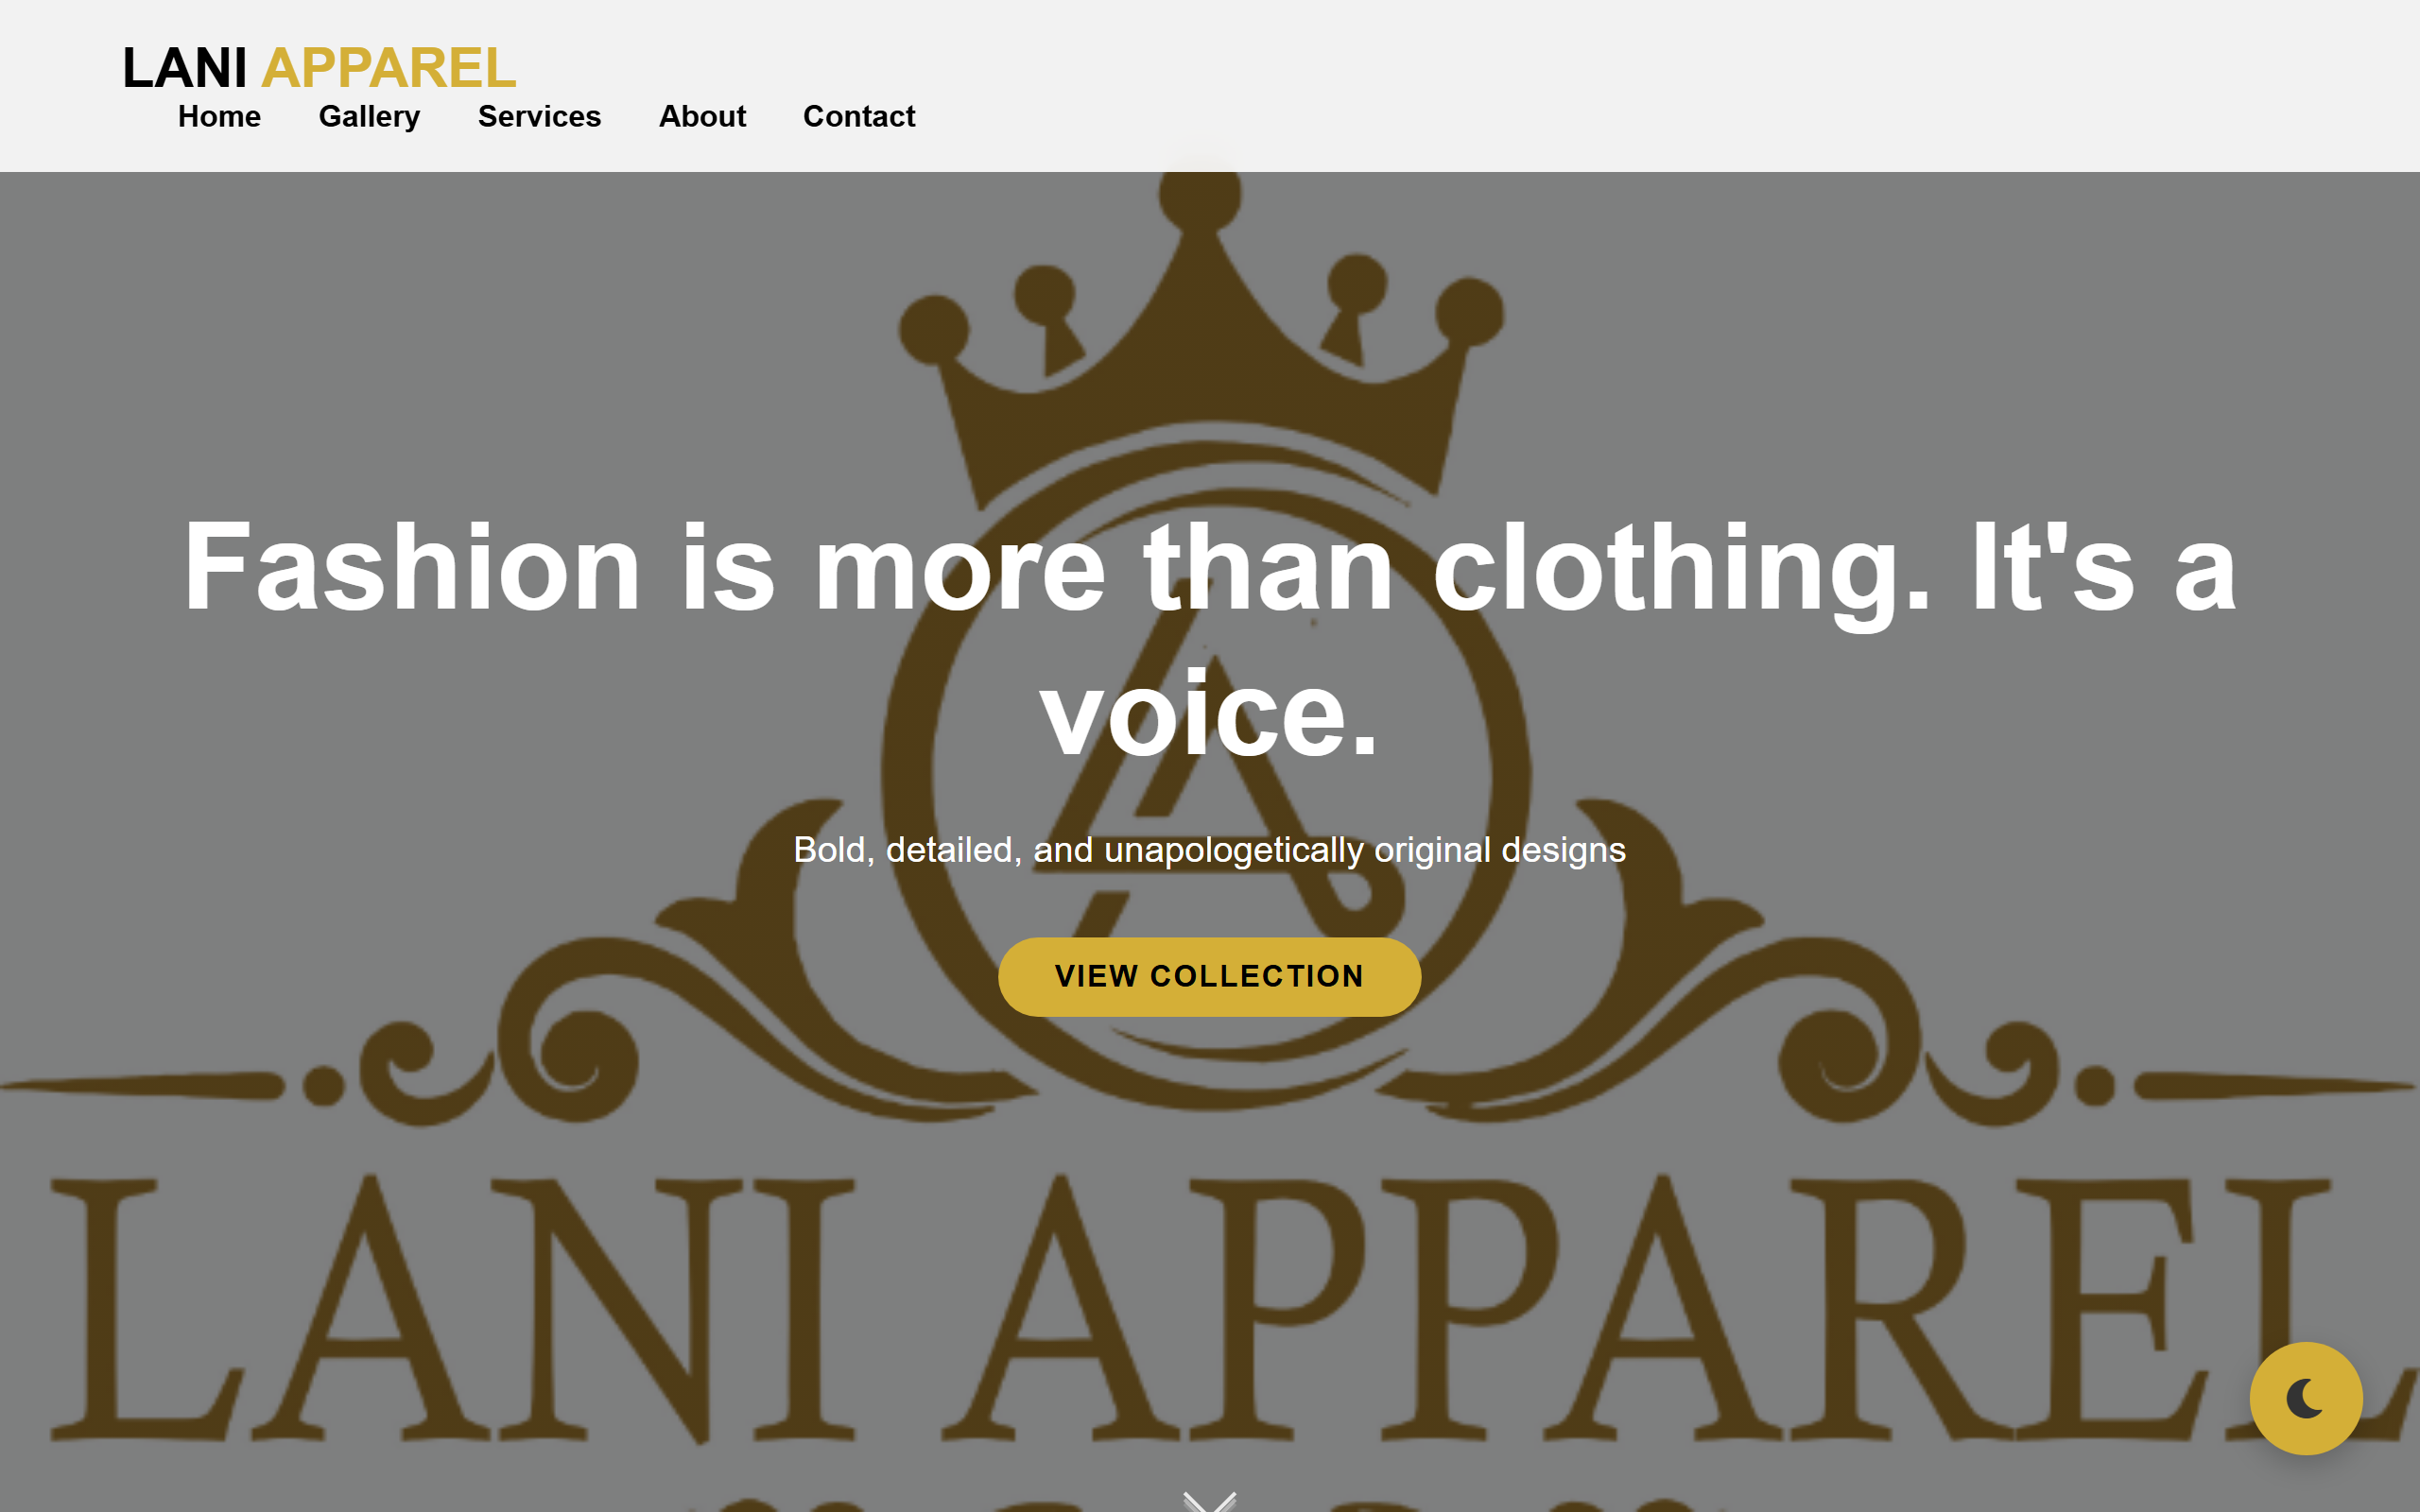 LANI APPAREL
Home Gallery Services About Contact
Fashion is more than clothing. It's a
voice.
Bold, detailed, and unapologetically original designs
VIEW COLLECTION
LANI APPAREL